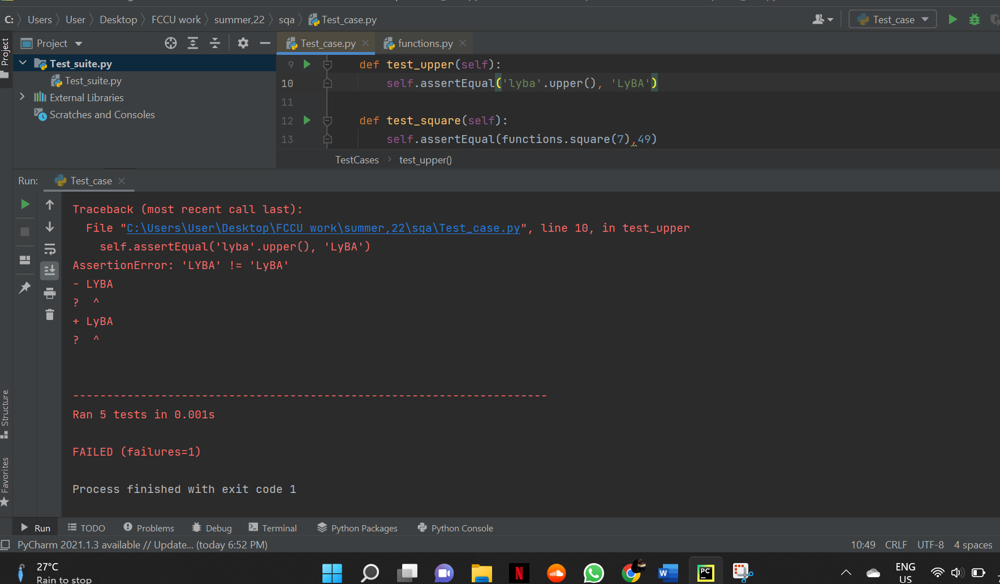 C: Users User Desktop FCCU work summer,22 sqa Test_case.py
Test_case
Project
Test_case.py
functions.py
Project
Test_suite.py
Test_suite.py
External Libraries
Scratches and Consoles
9 def test_upper(self):
10 self.assertEqual('lyba'.upper(), 'LyBA')
11
12 def test_square(self):
13 self.assertEqual(functions.square(7),49)
TestCases test_upper()
Run: Test_case
Traceback (most recent call last):
File "C:\Users\User\Desktop\FCCU work\summer,22\sqa\Test_case.py", line 10, in test_upper
self.assertEqual('lyba'.upper(), 'LyBA')
AssertionError: 'LYBA' != 'LyBA'
- LYBA
? ^
+ LyBA
? ^
----------------------------------------------------------------------
Ran 5 tests in 0.001s
FAILED (failures=1)
Process finished with exit code 1
Structure
Favorites
Run TODO Problems Debug Terminal Python Packages Python Console
PyCharm 2021.1.3 available // Update... (today 6:52 PM)
10:49 CRLF UTF-8 4 spaces
27°C
Rain to stop
N
W
PC
ENG
US